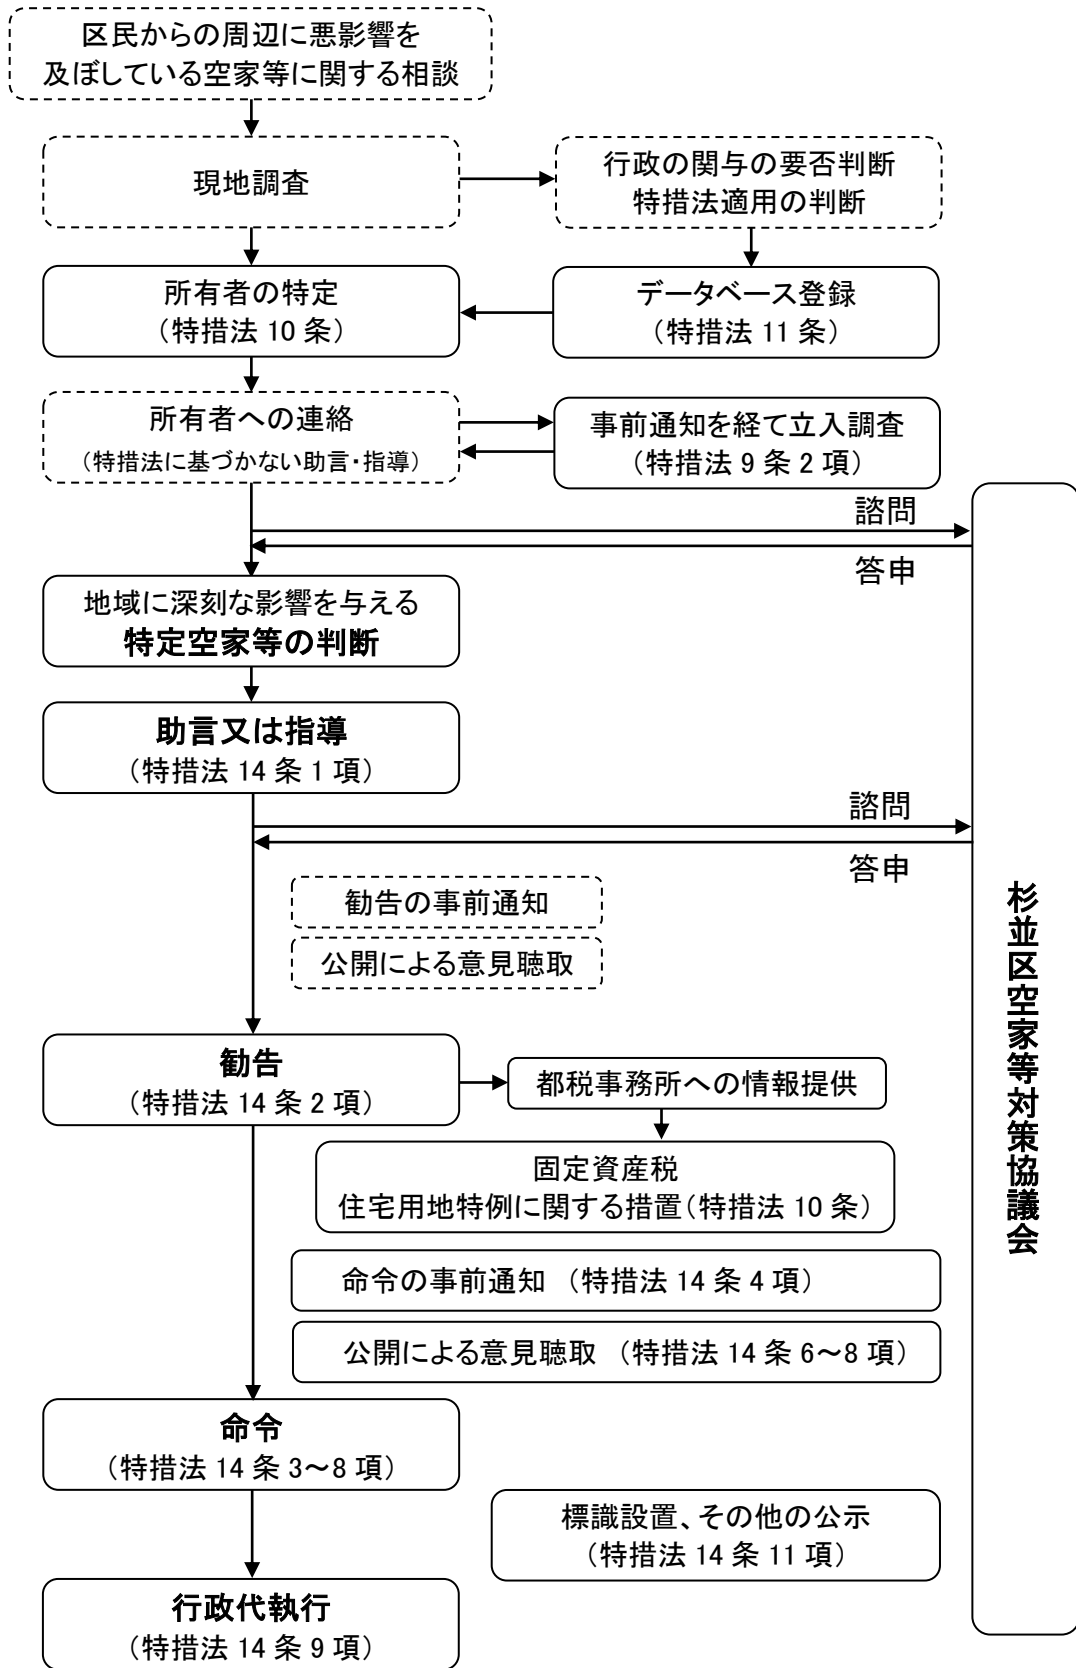 区民からの周辺に悪影響を
及ぼしている空家等に関する相談
現地調査
行政の関与の要否判断
特措法適用の判断
所有者の特定
（特措法 10 条）
データベース登録
（特措法 11 条）
所有者への連絡
（特措法に基づかない助言・指導）
事前通知を経て立入調査
（特措法 9 条 2 項）
諮問
答申
地域に深刻な影響を与える
特定空家等の判断
助言又は指導
（特措法 14 条 1 項）
諮問
答申
勧告の事前通知
公開による意見聴取
杉並区空家等対策協議会
勧告
（特措法 14 条 2 項）
都税事務所への情報提供
固定資産税
住宅用地特例に関する措置（特措法 10 条）
命令の事前通知 （特措法 14 条 4 項）
公開による意見聴取 （特措法 14 条 6～8 項）
命令
（特措法 14 条 3～8 項）
標識設置、その他の公示
（特措法 14 条 11 項）
行政代執行
（特措法 14 条 9 項）